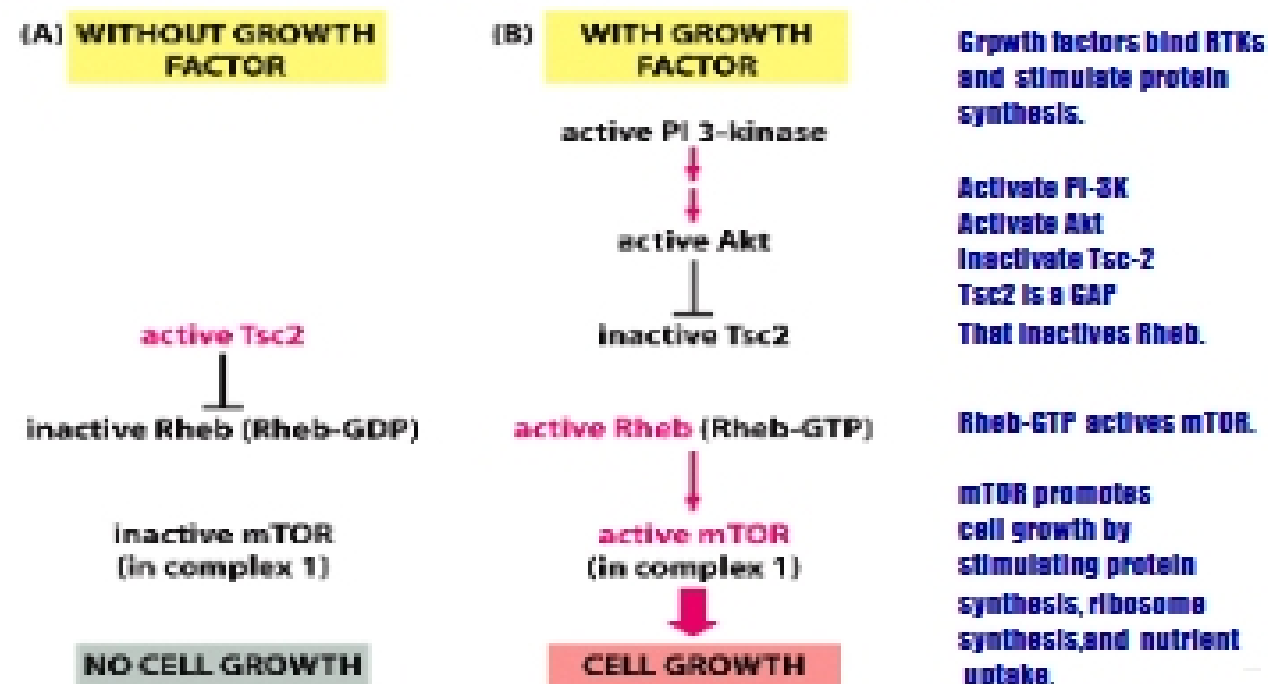 (A) WITHOUT GROWTH
FACTOR
active Tsc2
inactive Rheb (Rheb-GDP)
inactive mTOR
(in complex 1)
NO CELL GROWTH
(B) WITH GROWTH
FACTOR
active PI 3-kinase
active Akt
inactive Tsc2
active Rheb (Rheb-GTP)
active mTOR
(in complex 1)
CELL GROWTH
Grpwth factors bind RTKs
and stimulate protein
synthesis.
Activate PI-3K
Activate Akt
Inactivate Tsc-2
Tsc2 is a GAP
That inactives Rheb.
Rheb-GTP actives mTOR.
mTOR promotes
cell growth by
stimulating protein
synthesis, ribosome
synthesis,and nutrient
uptake.